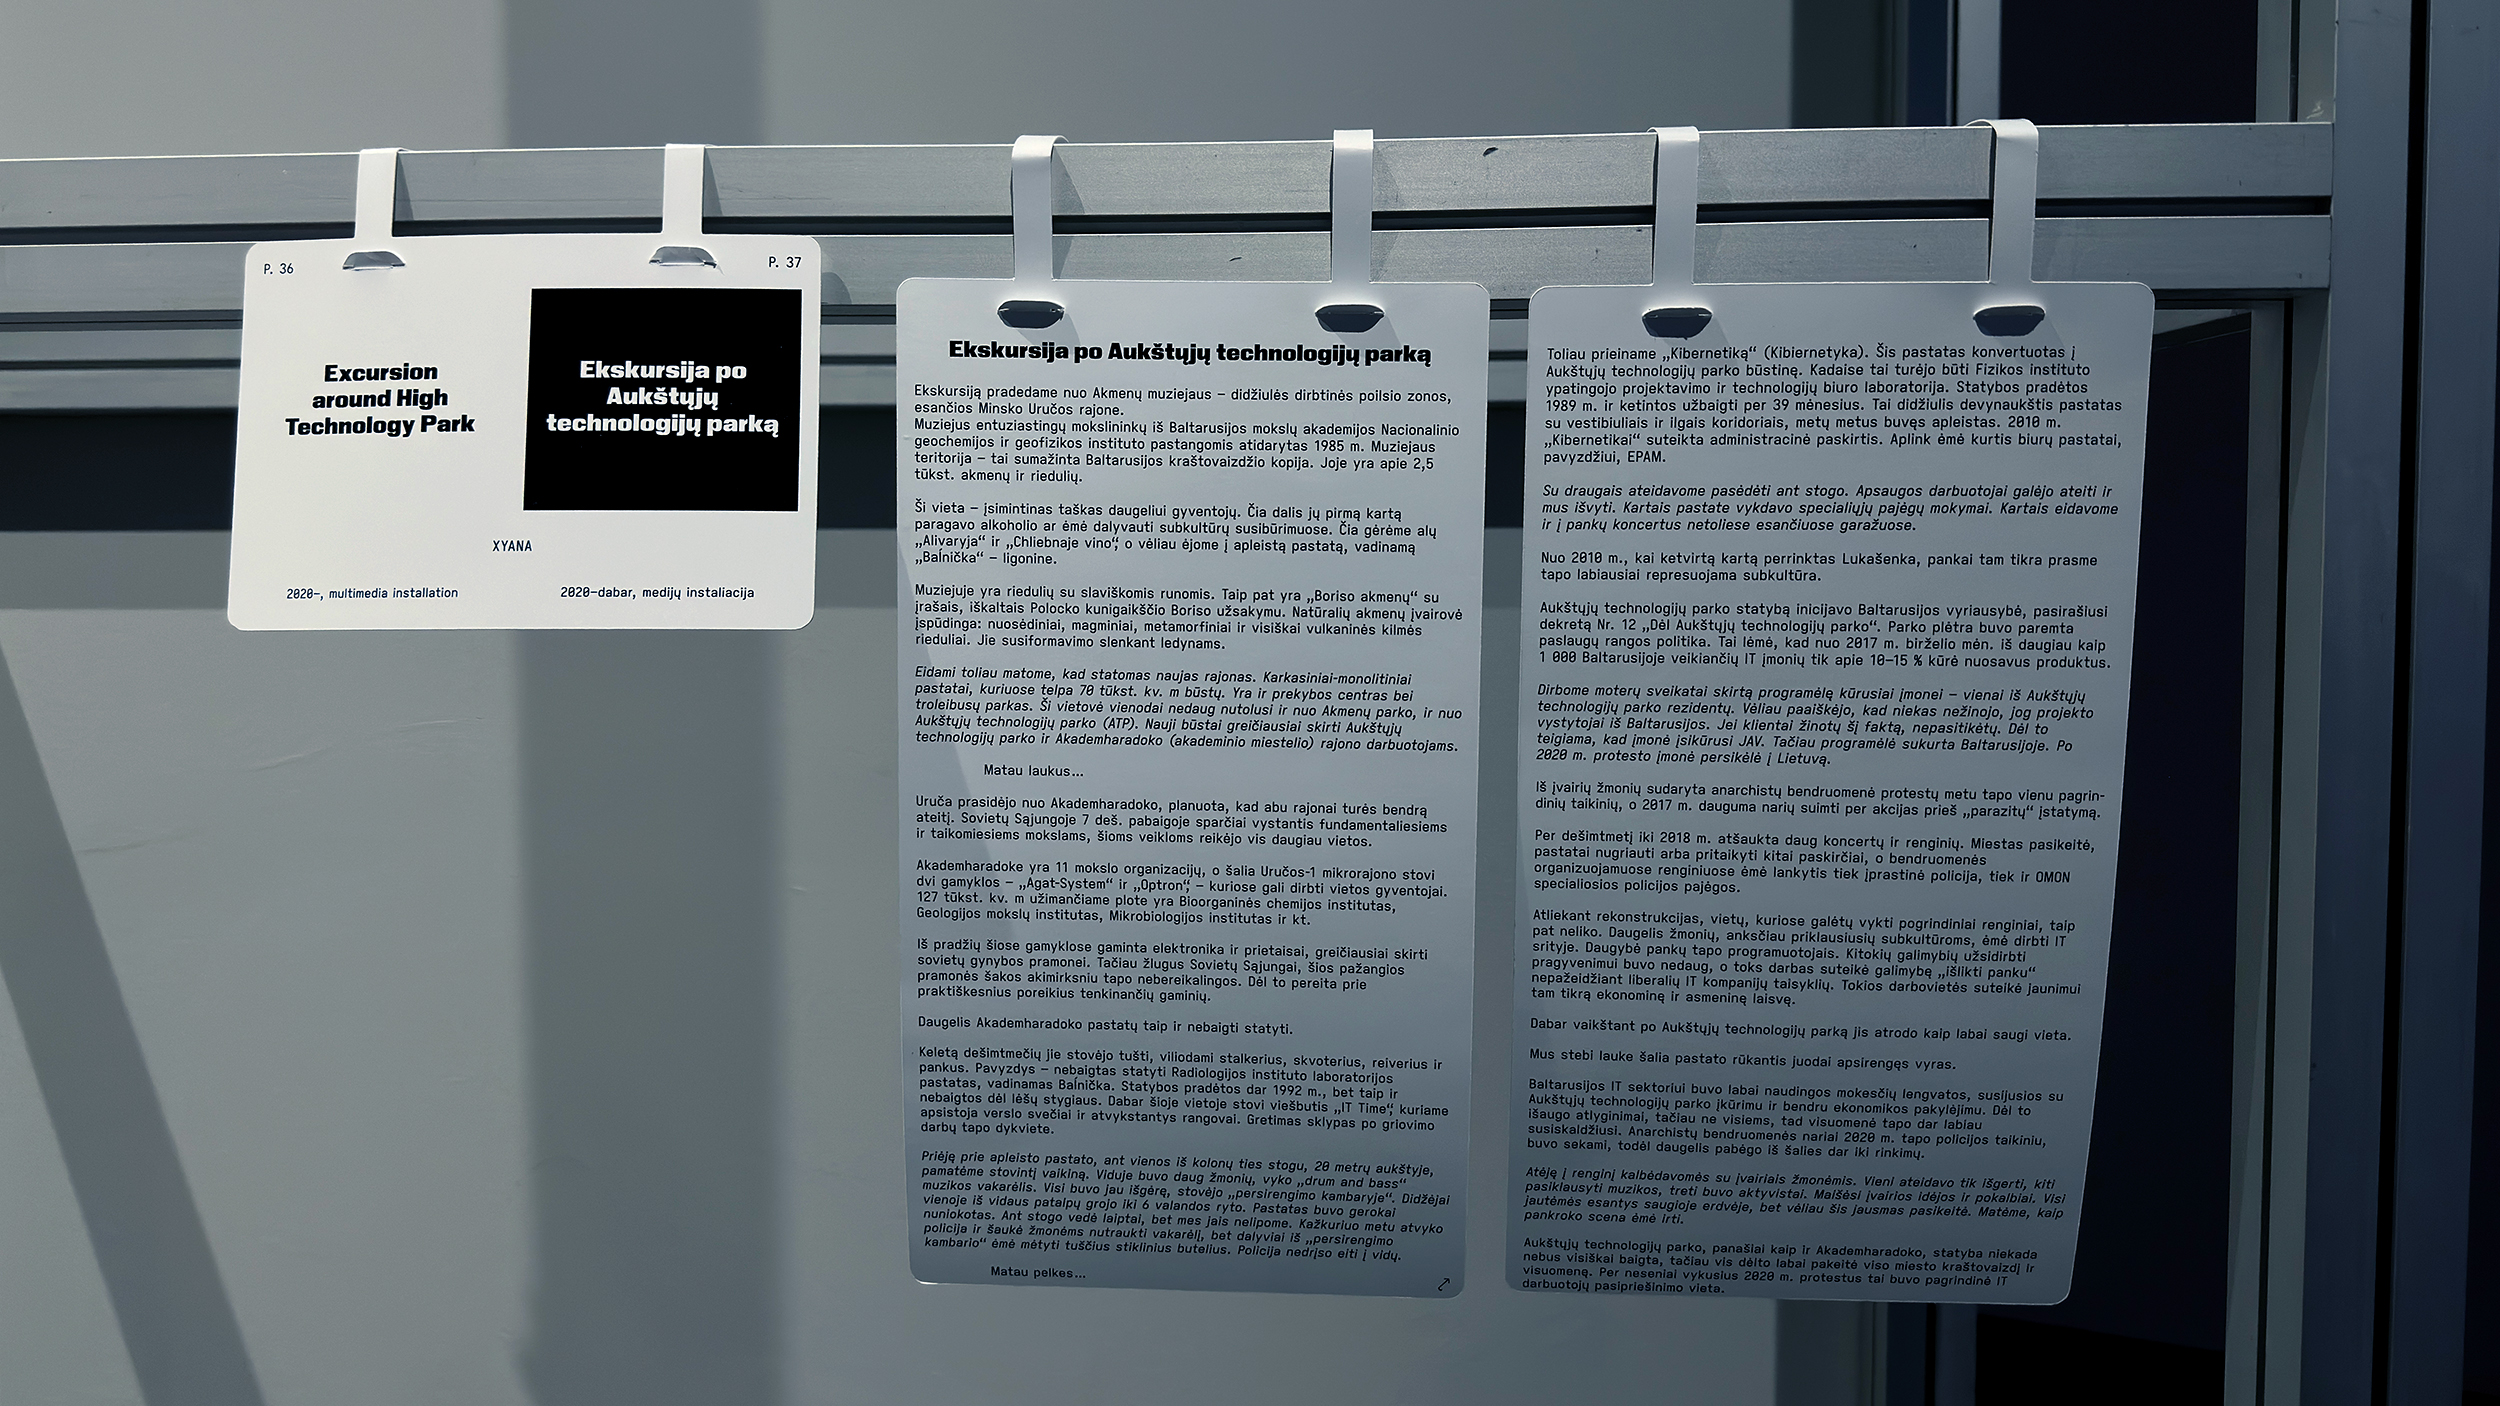 P. 36
P. 37
Excursion
around High
Technology Park
Ekskursija po
Aukštųjų
technologijų parką
XYANA
2020–, multimedia installation
2020–dabar, medijų instaliacija
Ekskursija po Aukštųjų technologijų parką
Ekskursiją pradedame nuo Akmenų muziejaus – didžiulės dirbtinės poilsio zonos,
esančios Minsko Uručos rajone.
Muziejus entuziastingų mokslininkų iš Baltarusijos mokslų akademijos Nacionalinio
geochemijos ir geofizikos instituto pastangomis atidarytas 1985 m. Muziejaus
teritorija – tai sumažinta Baltarusijos kraštovaizdžio kopija. Joje yra apie 2,5
tūkst. akmenų ir riedulių.
Ši vieta – įsimintinas taškas daugeliui gyventojų. Čia dalis jų pirmą kartą
paragavo alkoholio ar ėmė dalyvauti subkultūrų susibūrimuose. Čia gėrėme alų
„Alivaryja“ ir „Chliebnaje vino“, o vėliau ėjome į apleistą pastatą, vadinamą
„Baĺnička“ – ligonine.
Muziejuje yra riedulių su slaviškomis runomis. Taip pat yra „Boriso akmenų“ su
įrašais, iškaltais Polocko kunigaikščio Boriso užsakymu. Natūralių akmenų įvairovė
įspūdinga: nuosėdiniai, magminiai, metamorfiniai ir visiškai vulkaninės kilmės
rieduliai. Jie susiformavimo slenkant ledynams.
Eidami toliau matome, kad statomas naujas rajonas. Karkasiniai-monolitiniai
pastatai, kuriuose telpa 70 tūkst. kv. m būstų. Yra ir prekybos centras bei
troleibusų parkas. Ši vietovė vienodai nedaug nutolusi ir nuo Akmenų parko, ir nuo
Aukštųjų technologijų parko (ATP). Nauji būstai greičiausiai skirti Aukštųjų
technologijų parko ir Akademharadoko (akademinio miestelio) rajono darbuotojams.
Matau laukus…
Uruča prasidėjo nuo Akademharadoko, planuota, kad abu rajonai turės bendrą
ateitį. Sovietų Sąjungoje 7 deš. pabaigoje sparčiai vystantis fundamentaliesiems
ir taikomiesiems mokslams, šioms veikloms reikėjo vis daugiau vietos.
Akademharadoke yra 11 mokslo organizacijų, o šalia Uručos-1 mikrorajono stovi
dvi gamyklos – „Agat-System“ ir „Optron“, – kuriose gali dirbti vietos gyventojai.
127 tūkst. kv. m užimančiame plote yra Bioorganinės chemijos institutas,
Geologijos mokslų institutas, Mikrobiologijos institutas ir kt.
Iš pradžių šiose gamyklose gaminta elektronika ir prietaisai, greičiausiai skirti
sovietų gynybos pramonei. Tačiau žlugus Sovietų Sąjungai, šios pažangios
pramonės šakos akimirksniu tapo nebereikalingos. Dėl to pereita prie
praktiškesnius poreikius tenkinančių gaminių.
Daugelis Akademharadoko pastatų taip ir nebaigti statyti.
Keletą dešimtmečių jie stovėjo tušti, viliodami stalkerius, skvoterius, reiverius ir
pankus. Pavyzdys – nebaigtas statyti Radiologijos instituto laboratorijos
pastatas, vadinamas Baĺnička. Statybos pradėtos dar 1992 m., bet taip ir
nebaigtos dėl lėšų stygiaus. Dabar šioje vietoje stovi viešbutis „IT Time“, kuriame
apsistoja verslo svečiai ir atvykstantys rangovai. Gretimas sklypas po griovimo
darbų tapo dykviete.
Priėję prie apleisto pastato, ant vienos iš kolonų ties stogu, 20 metrų aukštyje,
pamatėme stovintį vaikiną. Viduje buvo daug žmonių, vyko „drum and bass“
muzikos vakarėlis. Visi buvo jau išgėrę, stovėjo „persirengimo kambaryje“. Didžėjai
vienoje iš vidaus patalpų grojo iki 6 valandos ryto. Pastatas buvo gerokai
nuniokotas. Ant stogo vedė laiptai, bet mes jais nelipome. Kažkuriuo metu atvyko
policija ir šaukė žmonėms nutraukti vakarėlį, bet dalyviai iš „persirengimo
kambario“ ėmė mėtyti tuščius stiklinius butelius. Policija nedrįso eiti į vidų.
Matau pelkes…
Toliau prieiname „Kibernetiką“ (Kibiernetyka). Šis pastatas konvertuotas į
Aukštųjų technologijų parko būstinę. Kadaise tai turėjo būti Fizikos instituto
ypatingojo projektavimo ir technologijų biuro laboratorija. Statybos pradėtos
1989 m. ir ketintos užbaigti per 39 mėnesius. Tai didžiulis devynaukštis pastatas
su vestibiuliais ir ilgais koridoriais, metų metus buvęs apleistas. 2010 m.
„Kibernetikai“ suteikta administracinė paskirtis. Aplink ėmė kurtis biurų pastatai,
pavyzdžiui, EPAM.
Su draugais ateidavome pasėdėti ant stogo. Apsaugos darbuotojai galėjo ateiti ir
mus išvyti. Kartais pastate vykdavo specialiųjų pajėgų mokymai. Kartais eidavome
ir į pankų koncertus netoliese esančiuose garažuose.
Nuo 2010 m., kai ketvirtą kartą perrinktas Lukašenka, pankai tam tikra prasme
tapo labiausiai represuojama subkultūra.
Aukštųjų technologijų parko statybą inicijavo Baltarusijos vyriausybė, pasirašiusi
dekretą Nr. 12 „Dėl Aukštųjų technologijų parko“. Parko plėtra buvo paremta
paslaugų rangos politika. Tai lėmė, kad nuo 2017 m. birželio mėn. iš daugiau kaip
1 000 Baltarusijoje veikiančių IT įmonių tik apie 10–15 % kūrė nuosavus produktus.
Dirbome moterų sveikatai skirtą programėlę kūrusiai įmonei – vienai iš Aukštųjų
technologijų parko rezidentų. Vėliau paaiškėjo, kad niekas nežinojo, jog projekto
vystytojai iš Baltarusijos. Jei klientai žinotų šį faktą, nepasitikėtų. Dėl to
teigiama, kad įmonė įsikūrusi JAV. Tačiau programėlė sukurta Baltarusijoje. Po
2020 m. protesto įmonė persikėlė į Lietuvą.
Iš įvairių žmonių sudaryta anarchistų bendruomenė protestų metu tapo vienu pagrin-
dinių taikinių, o 2017 m. dauguma narių suimti per akcijas prieš „parazitų“ įstatymą.
Per dešimtmetį iki 2018 m. atšaukta daug koncertų ir renginių. Miestas pasikeitė,
pastatai nugriauti arba pritaikyti kitai paskirčiai, o bendruomenės
organizuojamuose renginiuose ėmė lankytis tiek įprastinė policija, tiek ir OMON
specialiosios policijos pajėgos.
Atliekant rekonstrukcijas, vietų, kuriose galėtų vykti pogrindiniai renginiai, taip
pat neliko. Daugelis žmonių, anksčiau priklausiusių subkultūroms, ėmė dirbti IT
srityje. Daugybė pankų tapo programuotojais. Kitokių galimybių užsidirbti
pragyvenimui buvo nedaug, o toks darbas suteikė galimybę „išlikti panku“
nepažeidžiant liberalių IT kompanijų taisyklių. Tokios darbovietės suteikė jaunimui
tam tikrą ekonominę ir asmeninę laisvę.
Dabar vaikštant po Aukštųjų technologijų parką jis atrodo kaip labai saugi vieta.
Mus stebi lauke šalia pastato rūkantis juodai apsirengęs vyras.
Baltarusijos IT sektoriui buvo labai naudingos mokesčių lengvatos, susijusios su
Aukštųjų technologijų parko įkūrimu ir bendru ekonomikos pakylėjimu. Dėl to
išaugo atlyginimai, tačiau ne visiems, tad visuomenė tapo dar labiau
susiskaldžiusi. Anarchistų bendruomenės nariai 2020 m. tapo policijos taikiniu,
buvo sekami, todėl daugelis pabėgo iš šalies dar iki rinkimų.
Atėję į renginį kalbėdavomės su įvairiais žmonėmis. Vieni ateidavo tik išgerti, kiti
pasiklausyti muzikos, treti buvo aktyvistai. Maišėsi įvairios idėjos ir pokalbiai. Visi
jautėmės esantys saugioje erdvėje, bet vėliau šis jausmas pasikeitė. Matėme, kaip
pankroko scena ėmė irti.
Aukštųjų technologijų parko, panašiai kaip ir Akademharadoko, statyba niekada
nebus visiškai baigta, tačiau vis dėlto labai pakeitė viso miesto kraštovaizdį ir
visuomenę. Per neseniai vykusius 2020 m. protestus tai buvo pagrindinė IT
darbuotojų pasipriešinimo vieta.